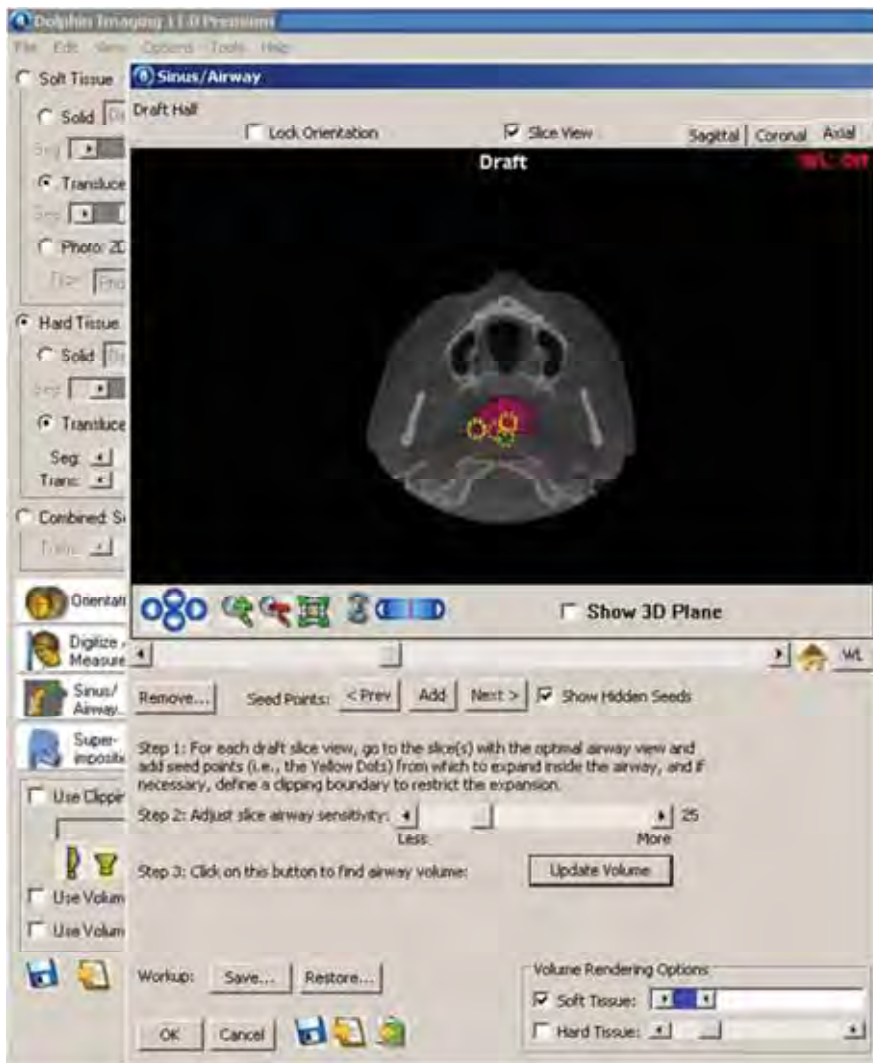 Dolphin Imaging 11.0 Premium
File Edit View Options Tools Help
Soft Tissue
Sinus/Airway
Solid
Draft Half
Lock Orientation
Slice View
Sagittal
Coronal
Axial
Seg
Draft
WL: Off
Transluce
Seg
Photo: 2D
Hard Tissue
Solid
Seg
Transluce
Seg:
Trans:
Combined: S
Orientati
Show 3D Plane
Digitize
Measure
WL
Sinus/
Airway
Remove...
Seed Points:
< Prev
Add
Next >
Show Hidden Seeds
Super-
impositi
Step 1: For each draft slice view, go to the slice(s) with the optimal airway view and
add seed points (i.e., the Yellow Dots) from which to expand inside the airway, and if
necessary, define a clipping boundary to restrict the expansion.
Use Clippin
Step 2: Adjust slice airway sensitivity:
25
Less
More
Step 3: Click on this button to find airway volume:
Update Volume
Use Volum
Use Volum
Workup:
Save...
Restore...
Volume Rendering Options
Soft Tissue:
OK
Cancel
Hard Tissue: